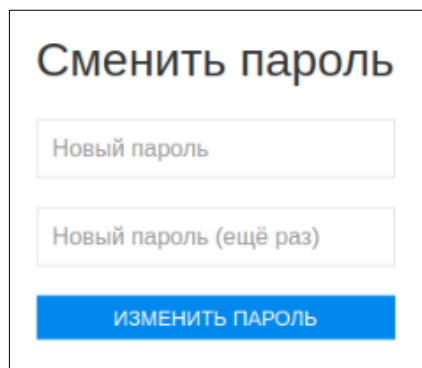 Сменить пароль
Новый пароль
Новый пароль (ещё раз)
ИЗМЕНИТЬ ПАРОЛЬ